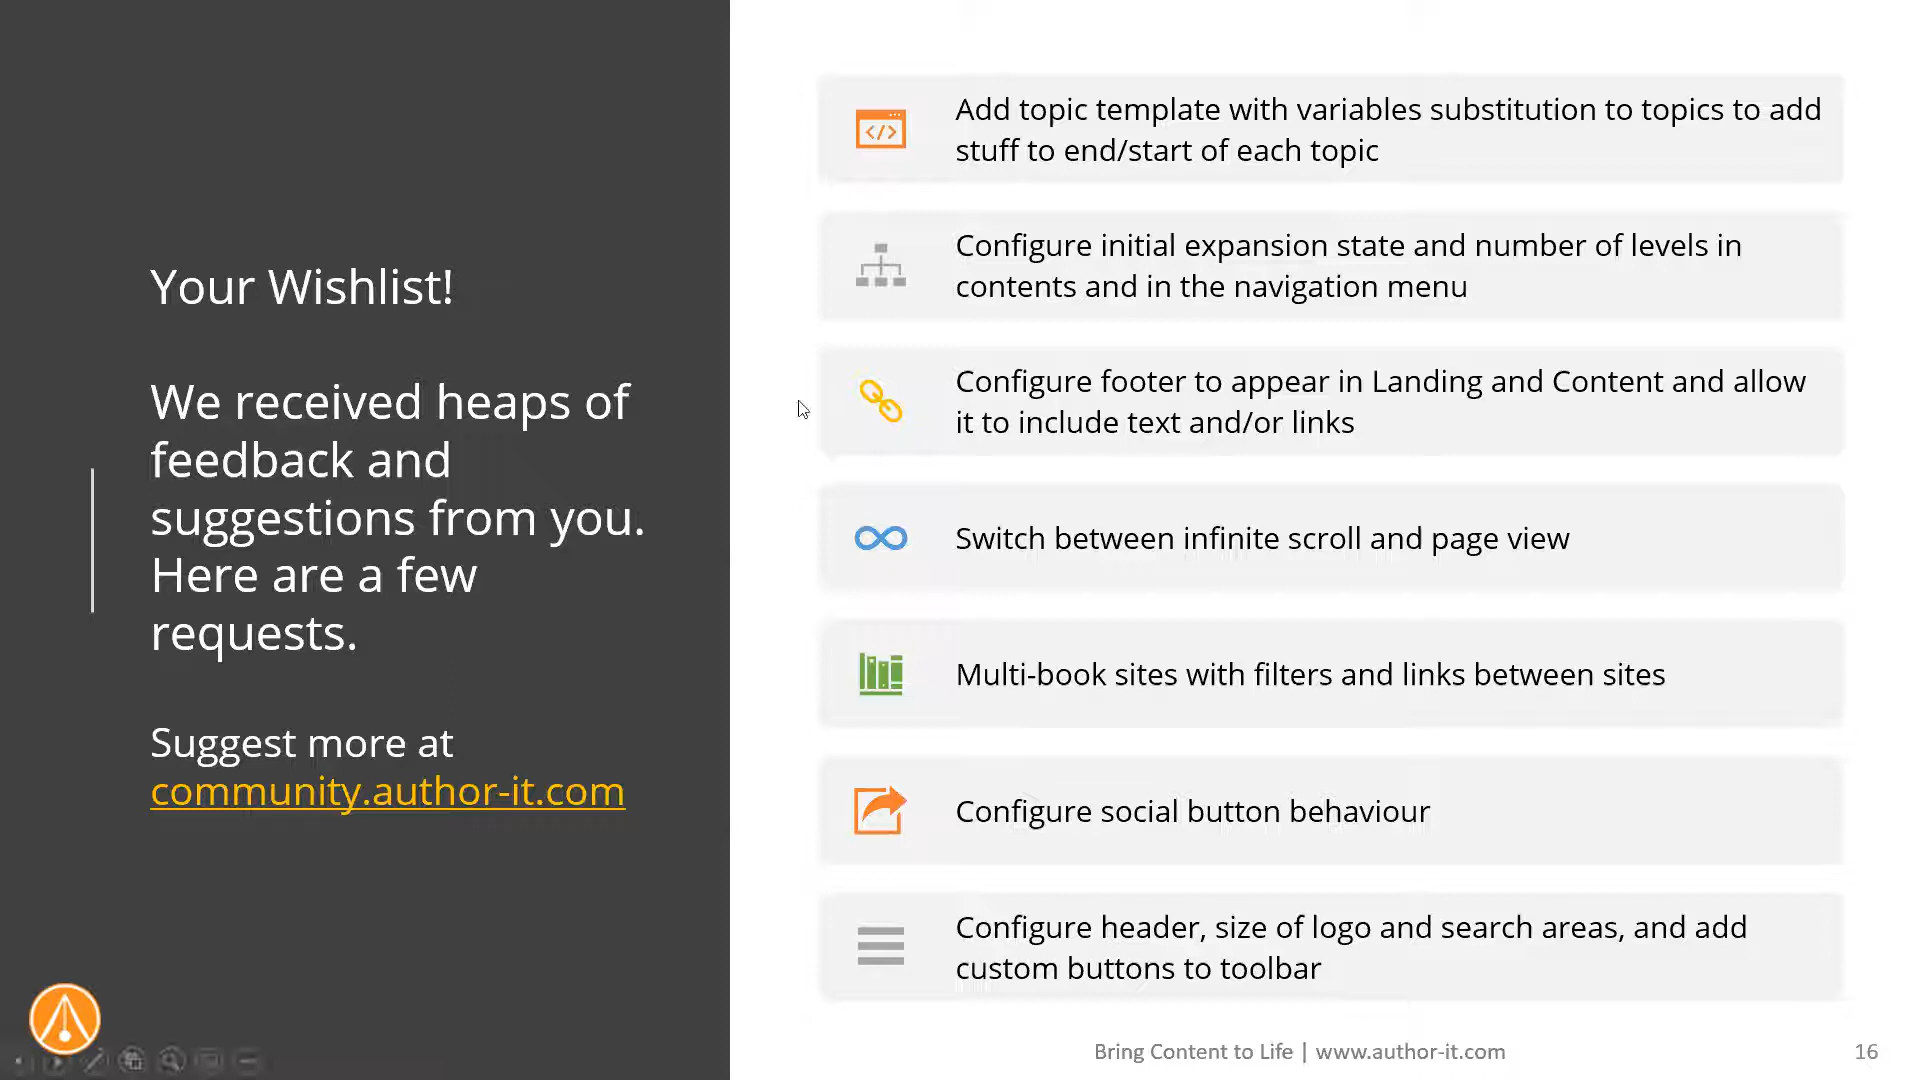 Your Wishlist!
We received heaps of
feedback and
suggestions from you.
Here are a few
requests.
Suggest more at
community.author-it.com
Add topic template with variables substitution to topics to add
stuff to end/start of each topic
Configure initial expansion state and number of levels in
contents and in the navigation menu
Configure footer to appear in Landing and Content and allow
it to include text and/or links
Switch between infinite scroll and page view
Multi-book sites with filters and links between sites
Configure social button behaviour
Configure header, size of logo and search areas, and add
custom buttons to toolbar
Bring Content to Life | www.author-it.com
16